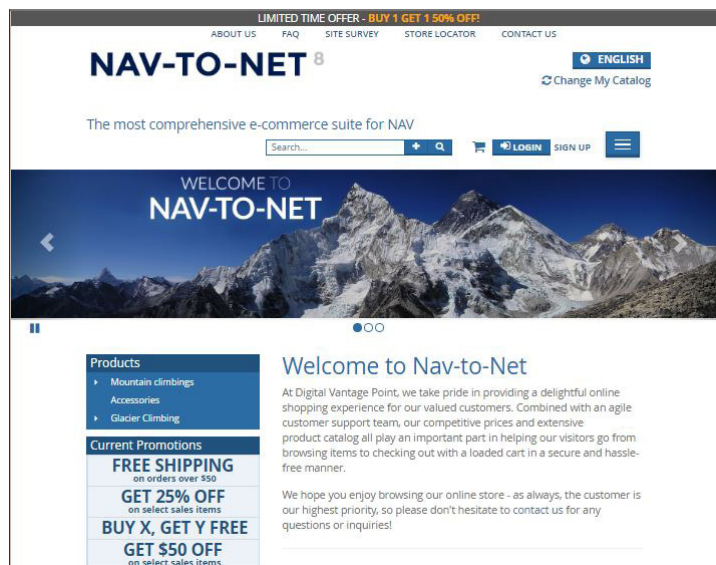 LIMITED TIME OFFER - BUY 1 GET 1 50% OFF!
ABOUT US FAQ SITE SURVEY STORE LOCATOR CONTACT US
NAV-TO-NET 8
ENGLISH
Change My Catalog
The most comprehensive e-commerce suite for NAV
Search... LOGIN SIGN UP
WELCOME TO
NAV-TO-NET
Products
Mountain climbings
Accessories
Glacier Climbing
Current Promotions
FREE SHIPPING
on orders over $50
GET 25% OFF
on select sales items
BUY X, GET Y FREE
GET $50 OFF
on select sales items
Welcome to Nav-to-Net
At Digital Vantage Point, we take pride in providing a delightful online
shopping experience for our valued customers. Combined with an agile
customer support team, our competitive prices and extensive
product catalog all play an important part in helping our visitors go from
browsing items to checking out with a loaded cart in a secure and hassle-
free manner.
We hope you enjoy browsing our online store - as always, the customer is
our highest priority, so please don't hesitate to contact us for any
questions or inquiries!